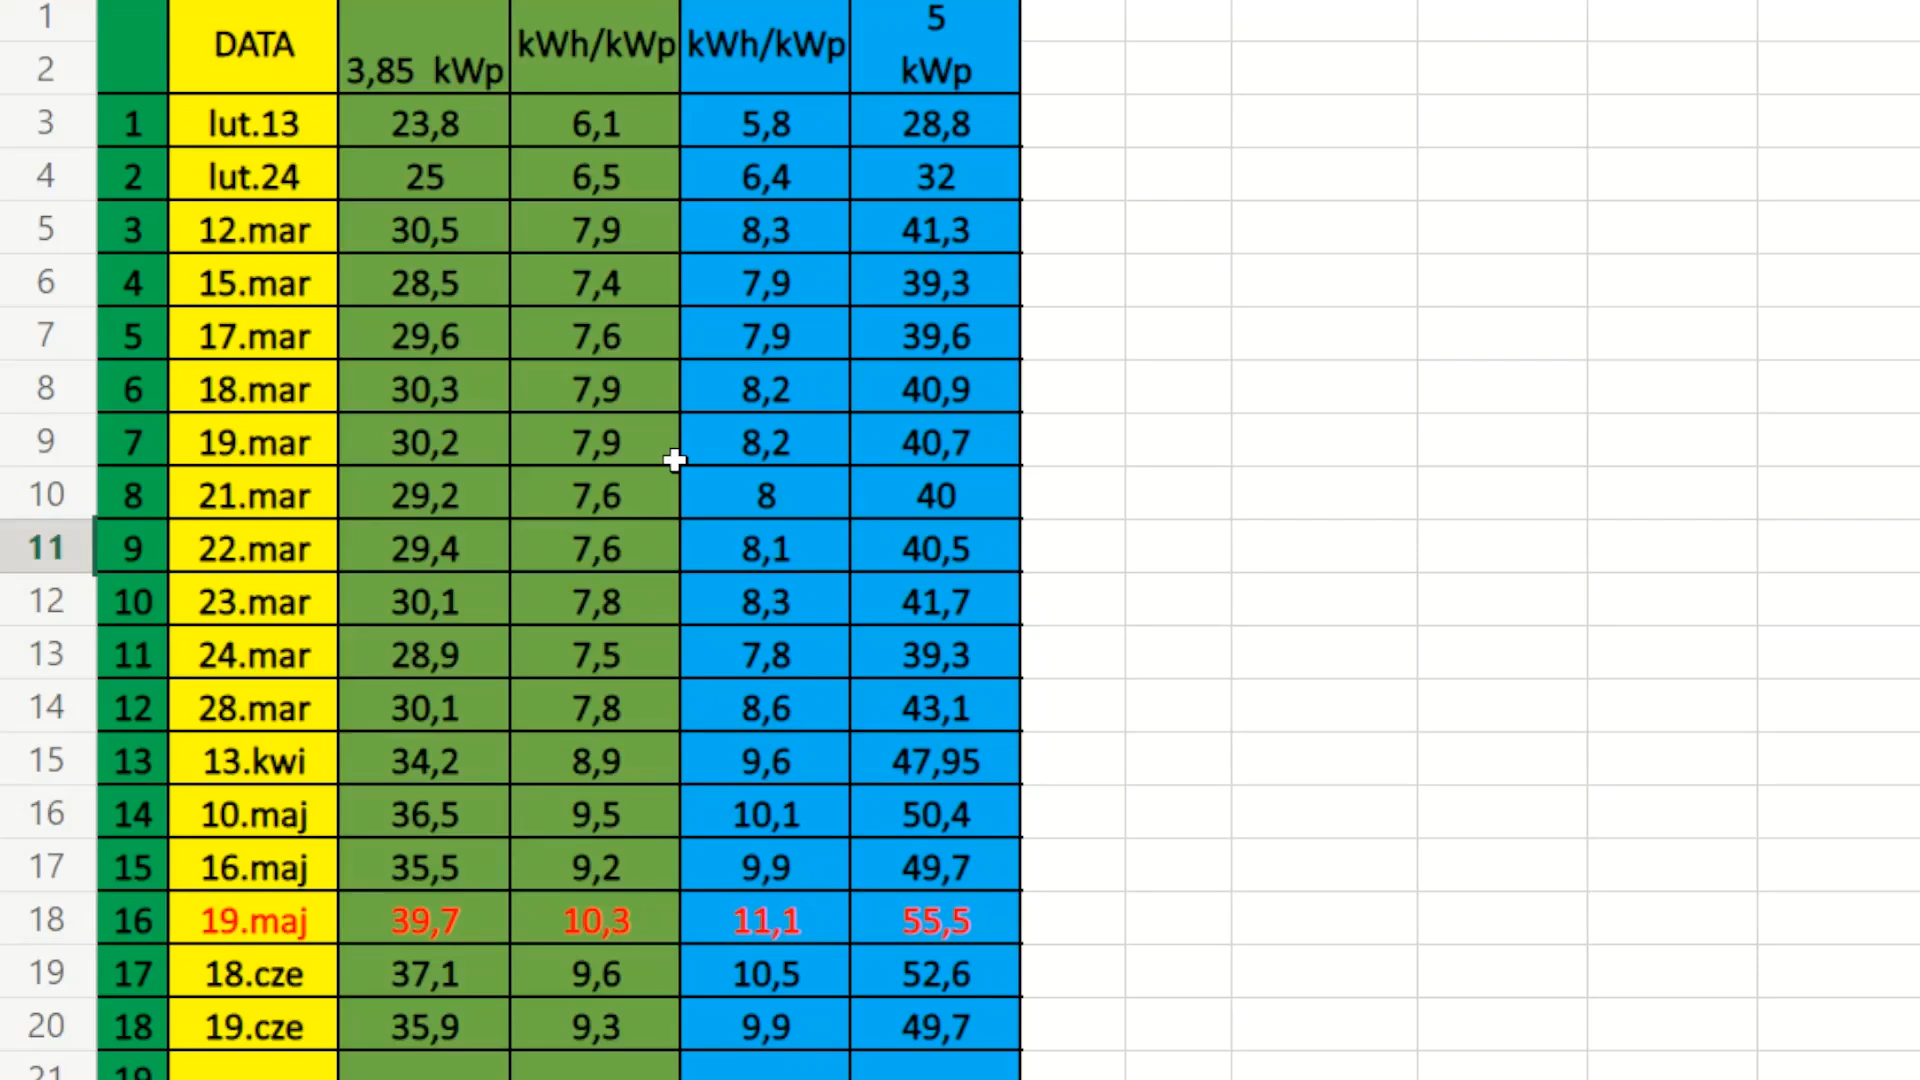 1 5
DATA kWh/kWp kWh/kWp
2 3,85 kWp kWp
3 1 lut.13 23,8 6,1 5,8 28,8
4 2 lut.24 25 6,5 6,4 32
5 3 12.mar 30,5 7,9 8,3 41,3
6 4 15.mar 28,5 7,4 7,9 39,3
7 5 17.mar 29,6 7,6 7,9 39,6
8 6 18.mar 30,3 7,9 8,2 40,9
9 7 19.mar 30,2 7,9 8,2 40,7
10 8 21.mar 29,2 7,6 8 40
11 9 22.mar 29,4 7,6 8,1 40,5
12 10 23.mar 30,1 7,8 8,3 41,7
13 11 24.mar 28,9 7,5 7,8 39,3
14 12 28.mar 30,1 7,8 8,6 43,1
15 13 13.kwi 34,2 8,9 9,6 47,95
16 14 10.maj 36,5 9,5 10,1 50,4
17 15 16.maj 35,5 9,2 9,9 49,7
18 16 19.maj 39,7 10,3 11,1 55,5
19 17 18.cze 37,1 9,6 10,5 52,6
20 18 19.cze 35,9 9,3 9,9 49,7
21 19